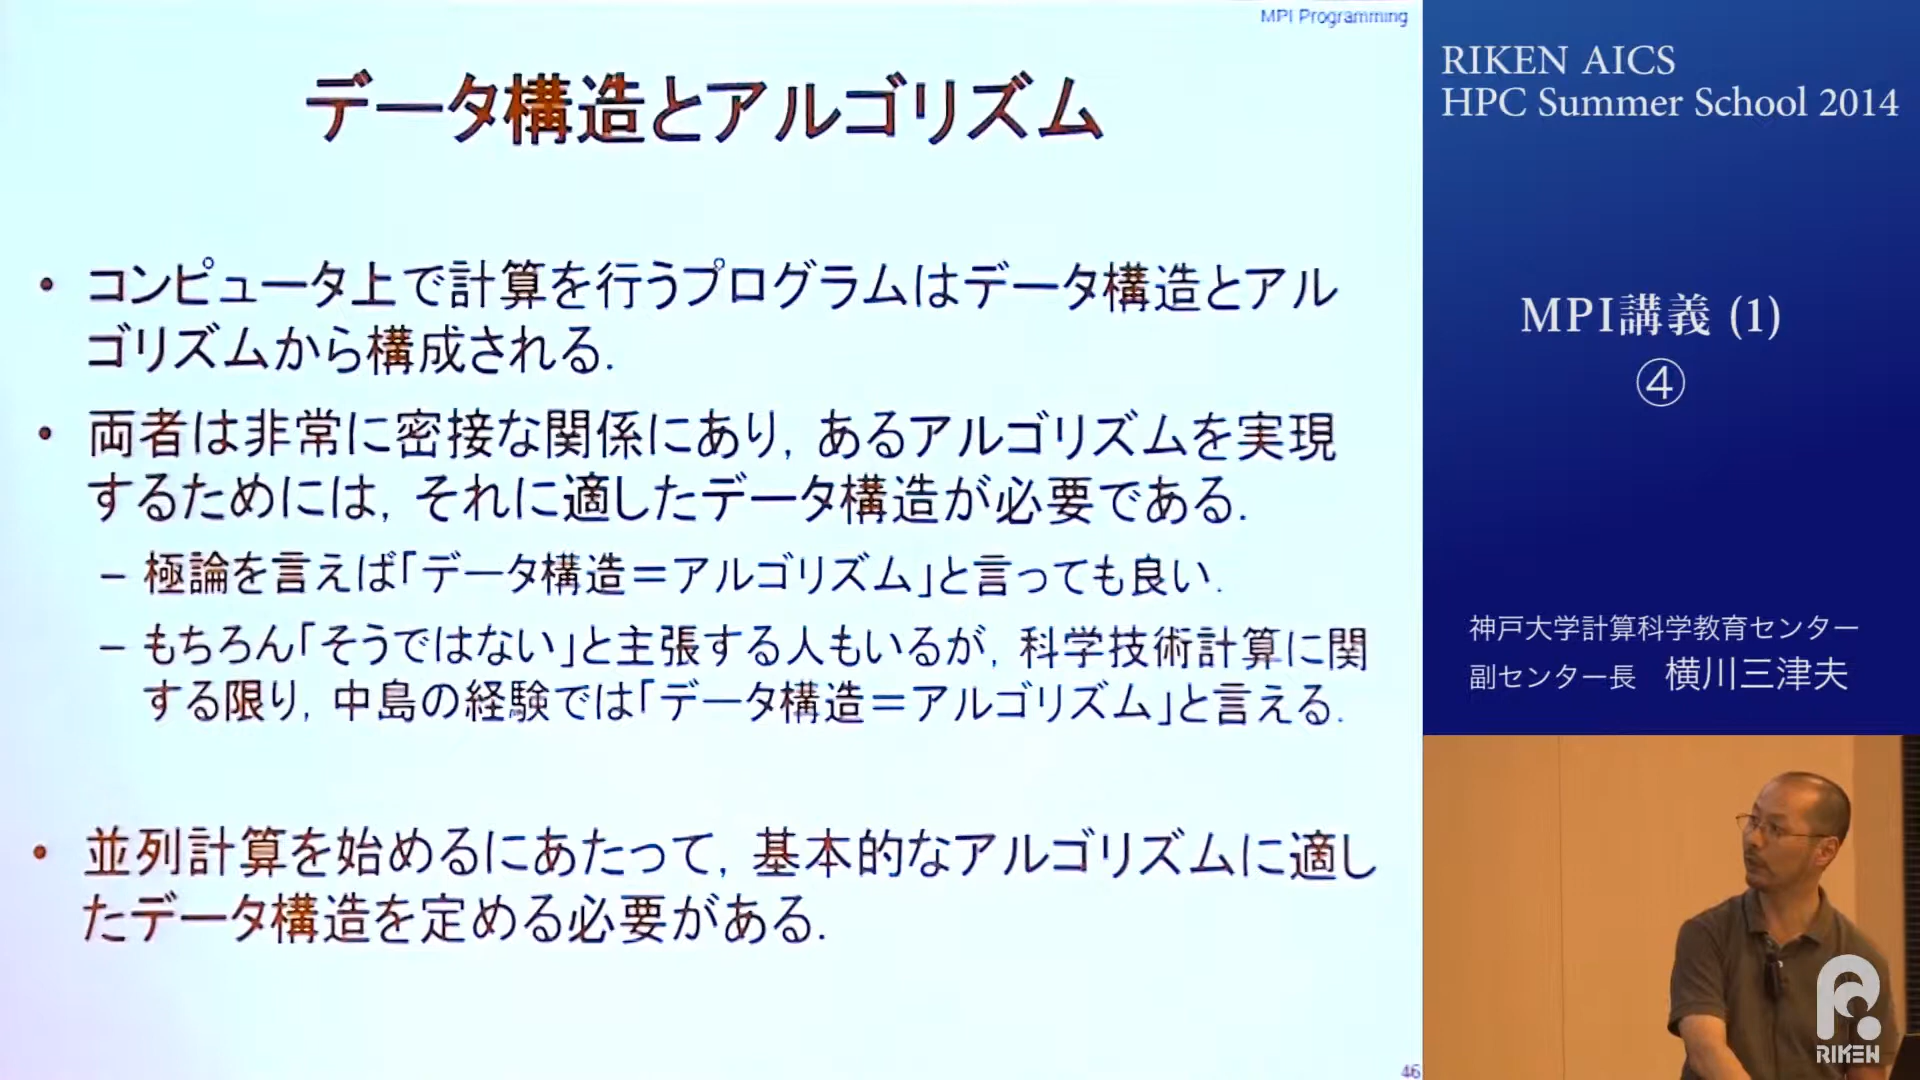 MPI Programming
データ構造とアルゴリズム
• コンピュータ上で計算を行うプログラムはデータ構造とアル
ゴリズムから構成される.
• 両者は非常に密接な関係にあり, あるアルゴリズムを実現
するためには, それに適したデータ構造が必要である.
– 極論を言えば「データ構造＝アルゴリズム」と言っても良い.
– もちろん「そうではない」と主張する人もいるが, 科学技術計算に関
する限り, 中島の経験では「データ構造＝アルゴリズム」と言える.
• 並列計算を始めるにあたって, 基本的なアルゴリズムに適し
たデータ構造を定める必要がある.
46
RIKEN AICS
HPC Summer School 2014
MPI講義 (1)
④
神戸大学計算科学教育センター
副センター長 横川三津夫
RIKEN